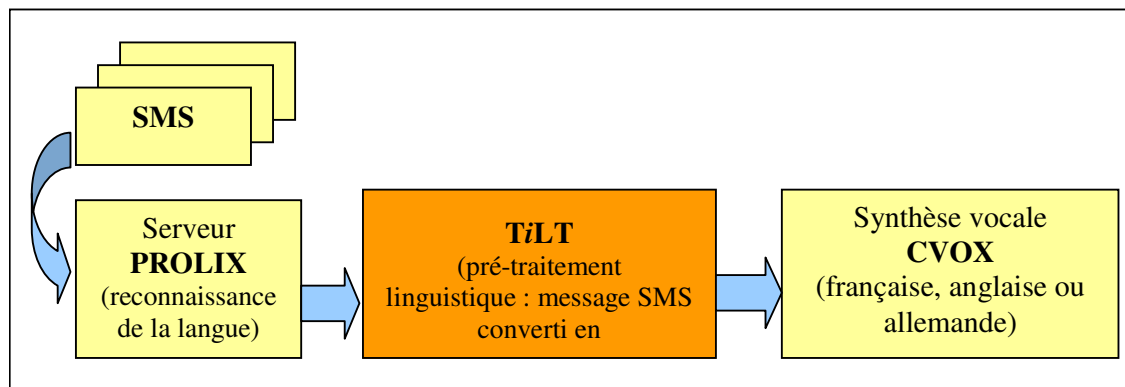 SMS
Serveur
PROLIX
(reconnaissance
de la langue)
TiLT
(pré-traitement
linguistique : message SMS
converti en
Synthèse vocale
CVOX
(française, anglaise ou
allemande)